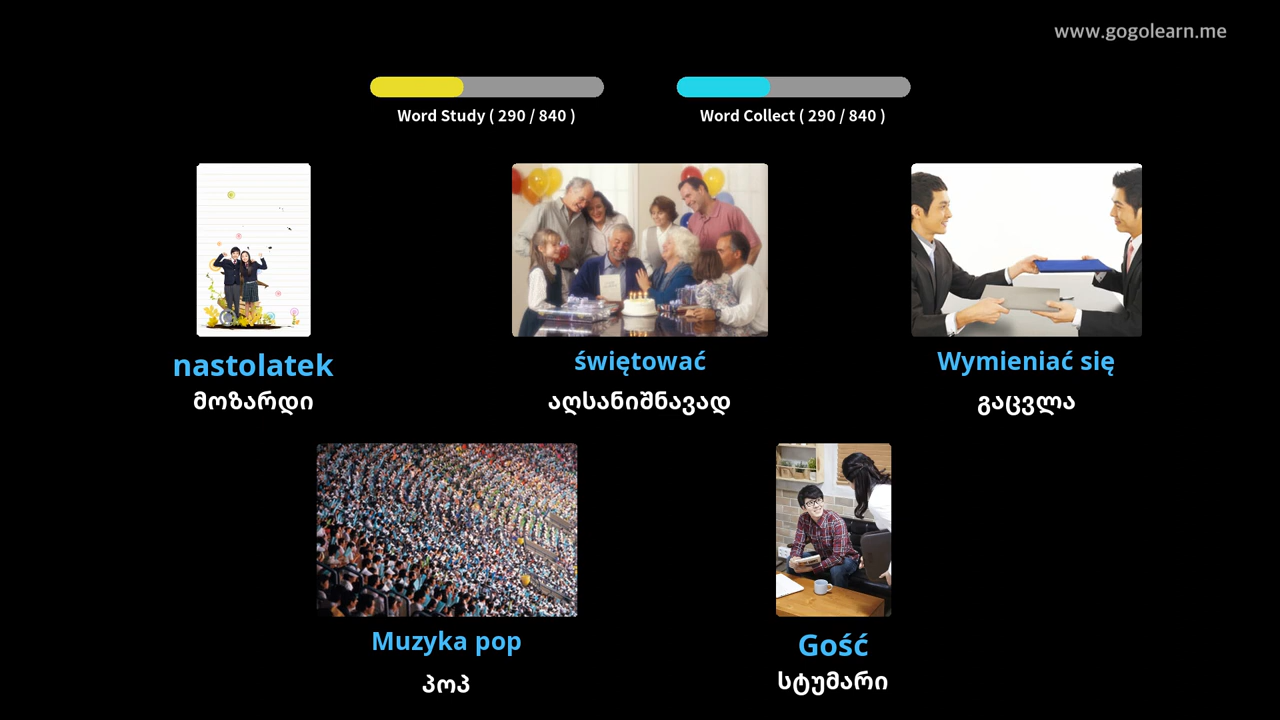 www.gogolearn.me
Word Study ( 290 / 840 )
Word Collect ( 290 / 840 )
nastolatek
მოზარდი
świętować
აღსანიშნავად
Wymieniać się
გაცვლა
Muzyka pop
პოპ
Gość
სტუმარი